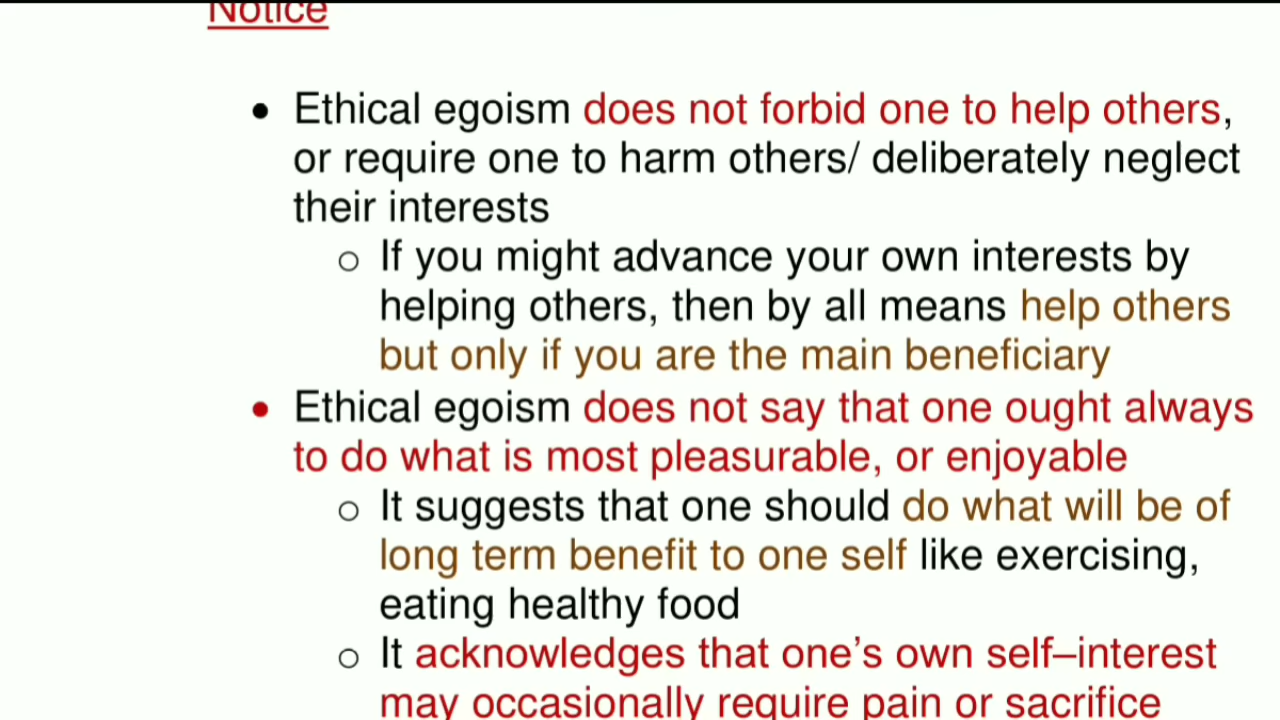 Notice
• Ethical egoism does not forbid one to help others,
or require one to harm others/ deliberately neglect
their interests
o If you might advance your own interests by
helping others, then by all means help others
but only if you are the main beneficiary
• Ethical egoism does not say that one ought always
to do what is most pleasurable, or enjoyable
o It suggests that one should do what will be of
long term benefit to one self like exercising,
eating healthy food
o It acknowledges that one’s own self–interest
may occasionally require pain or sacrifice